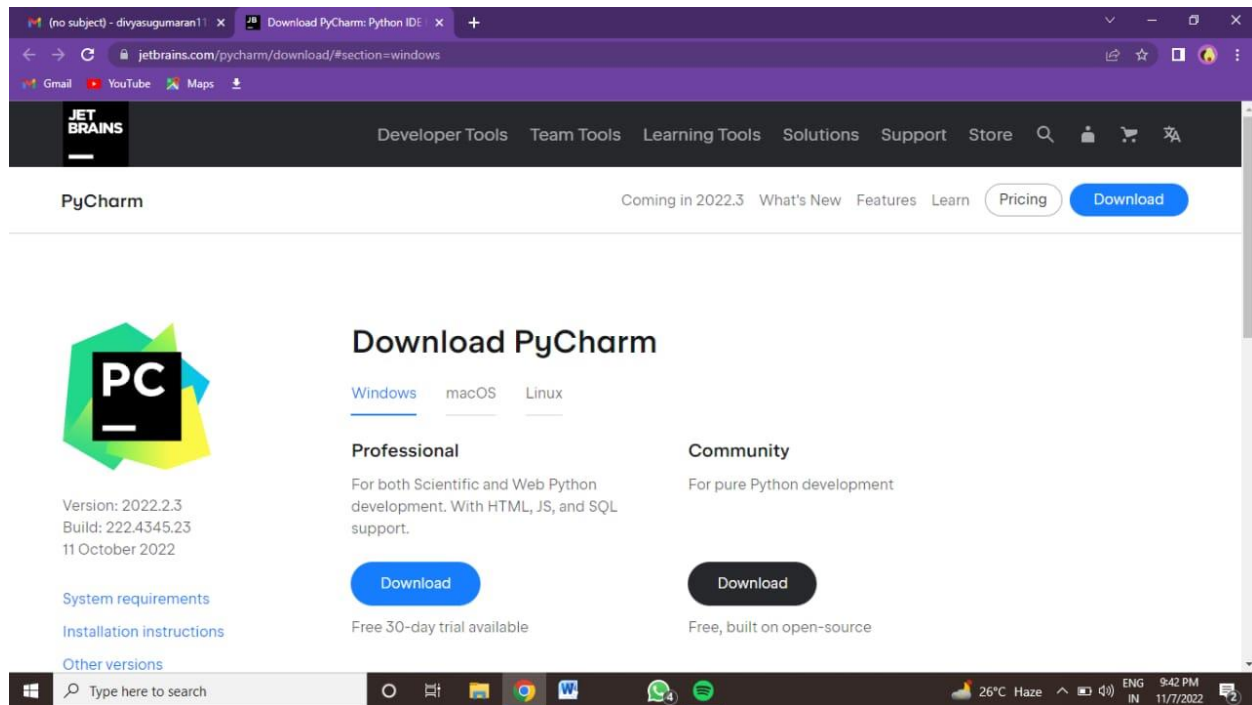 (no subject) - divyasugumaran11
Download PyCharm: Python IDE
jetbrains.com/pycharm/download/#section=windows
Gmail YouTube Maps
JET
BRAINS
Developer Tools Team Tools Learning Tools Solutions Support Store
PyCharm
Coming in 2022.3 What's New Features Learn Pricing Download
PC
Version: 2022.2.3
Build: 222.4345.23
11 October 2022
System requirements
Installation instructions
Other versions
Download PyCharm
Windows macOS Linux
Professional
For both Scientific and Web Python
development. With HTML, JS, and SQL
support.
Download
Free 30-day trial available
Community
For pure Python development
Download
Free, built on open-source
Type here to search
4
26°C Haze
ENG
IN
9:42 PM
11/7/2022
2